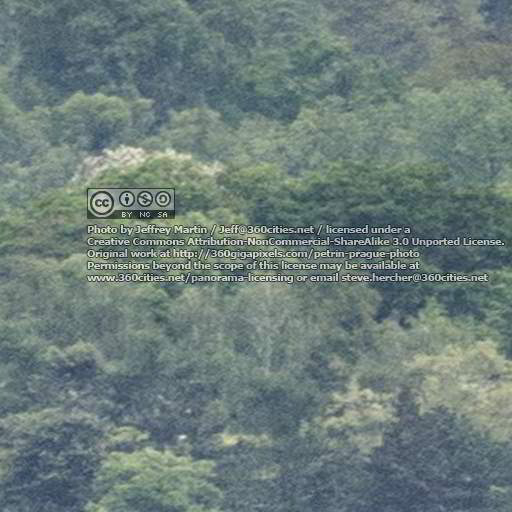 BY NC SA
Photo by Jeffrey Martin / Jeff@360cities.net / licensed under a
Creative Commons Attribution-NonCommercial-ShareAlike 3.0 Unported License.
Original work at http://360gigapixels.com/petrin-prague-photo
Permissions beyond the scope of this license may be available at
www.360cities.net/panorama-licensing or email steve.hercher@360cities.net